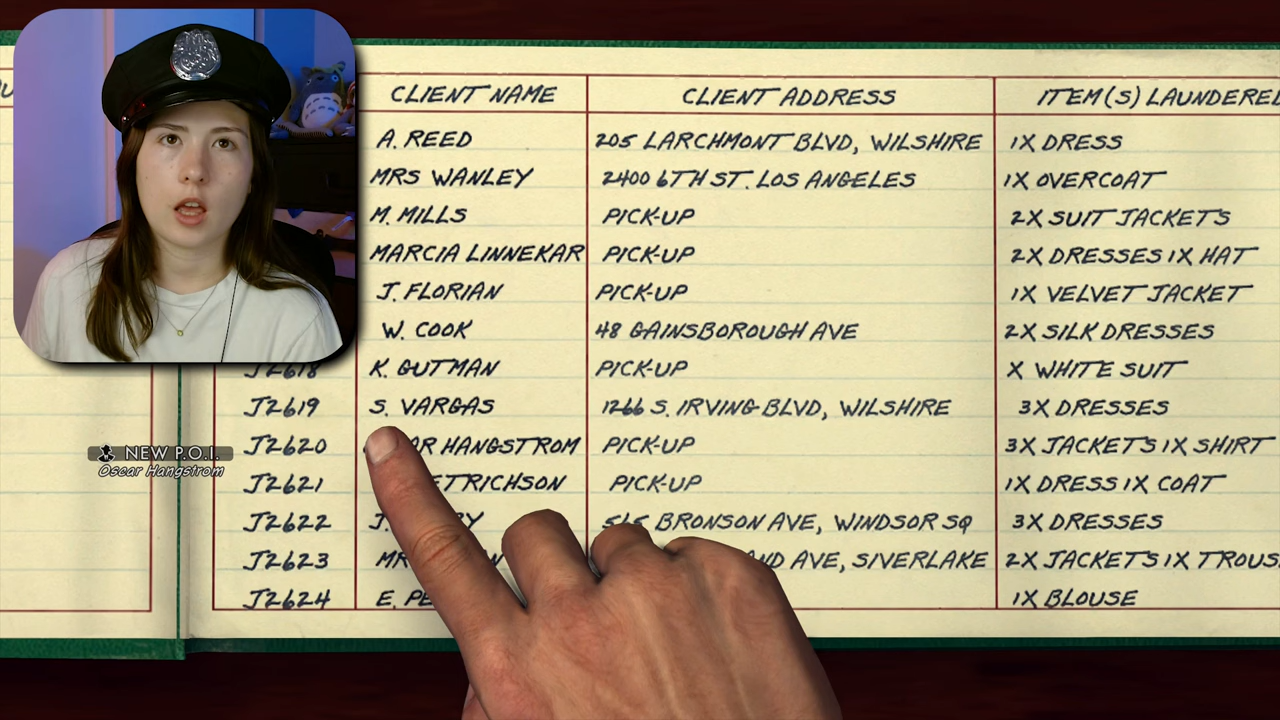 CLIENT NAME CLIENT ADDRESS ITEM(S) LAUNDERED
A. REED 205 LARCHMONT BLVD, WILSHIRE 1X DRESS
MRS WANLEY 2400 6TH ST. LOS ANGELES 1X OVERCOAT
M. MILLS PICK-UP 2X SUIT JACKETS
MARCIA LINNEKAR PICK-UP 2X DRESSES 1X HAT
J. FLORIAN PICK-UP 1X VELVET JACKET
W. COOK 48 GAINSBOROUGH AVE 2X SILK DRESSES
J2618 K. GUTMAN PICK-UP X WHITE SUIT
J2619 S. VARGAS 1266 S. IRVING BLVD, WILSHIRE 3X DRESSES
J2620 HANGSTROM PICK-UP 3X JACKETS 1X SHIRT
J2621 PICK-UP 1X DRESS 1X COAT
J2622 BRONSON AVE, WINDSOR SQ 3X DRESSES
J2623 AVE, SIVERLAKE 2X JACKETS 1X TROUS
J2624 E. 1X BLOUSE
NEW P.O.I.
Oscar Hangstrom